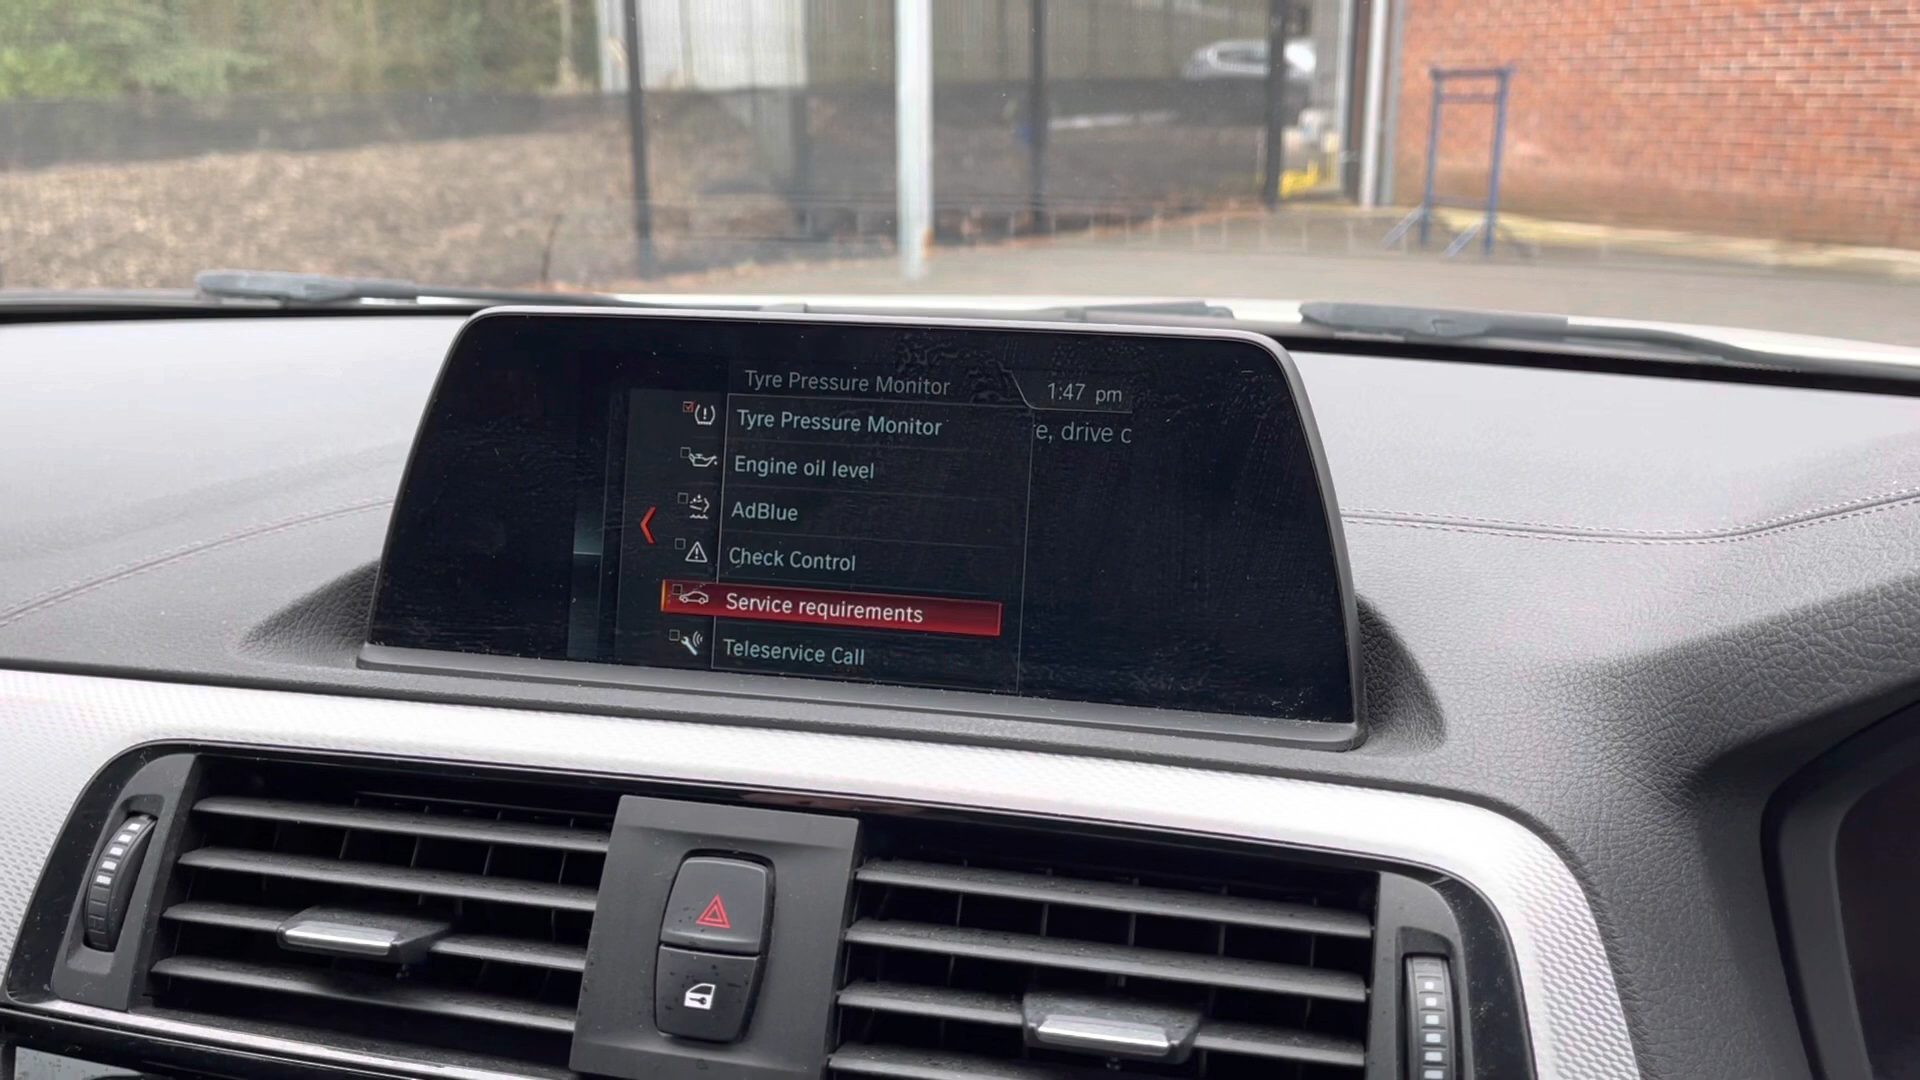 Tyre Pressure Monitor
1:47 pm
Tyre Pressure Monitor
e, drive c
Engine oil level
AdBlue
Check Control
Service requirements
Teleservice Call